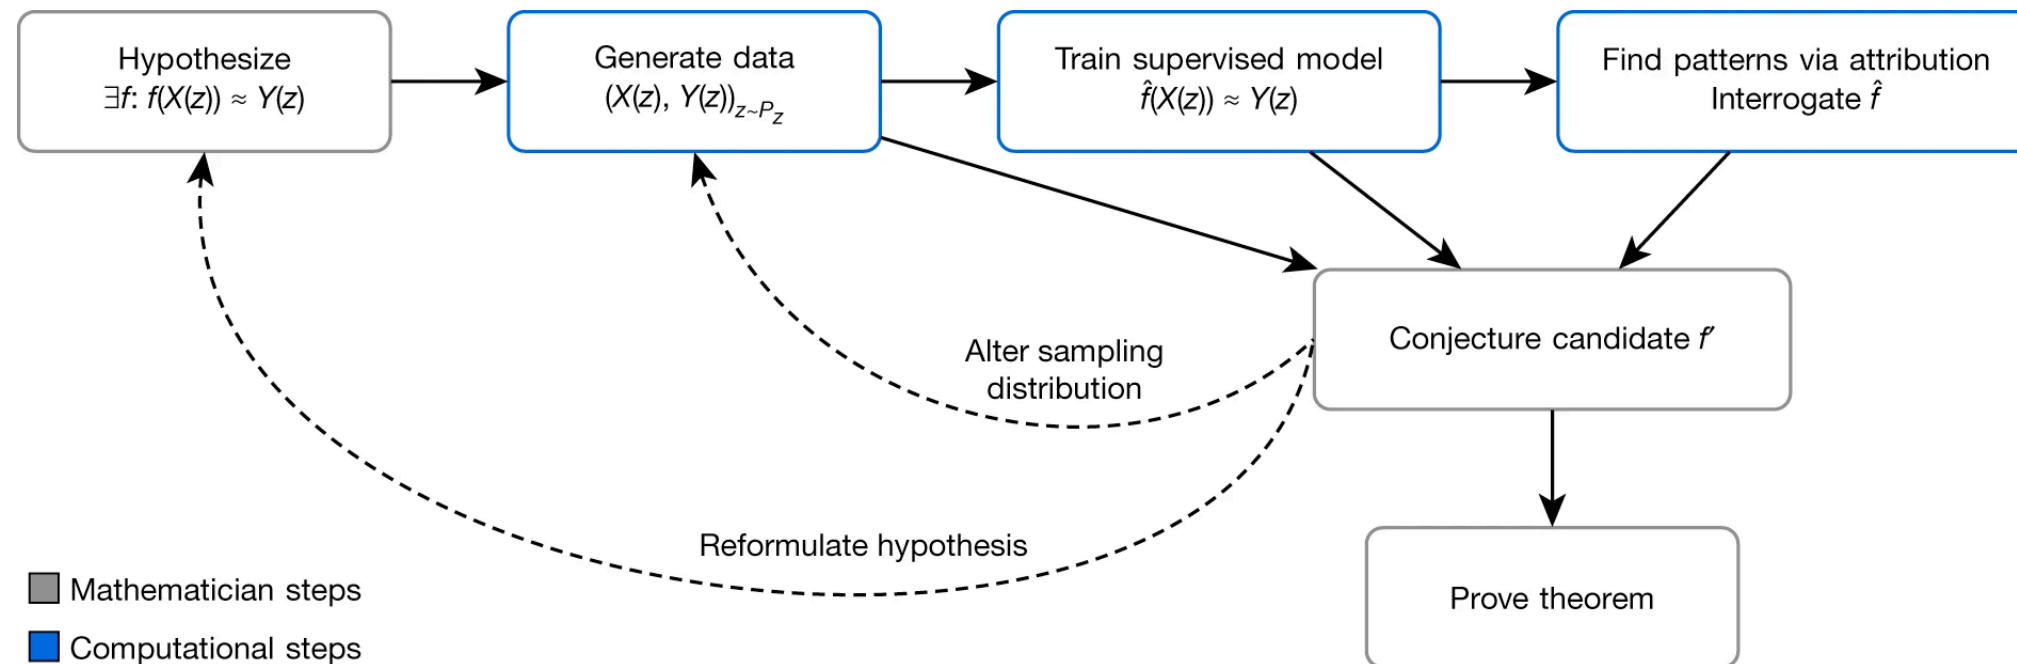 Hypothesize
∃f: f(X(z)) ≈ Y(z)
Generate data
(X(z), Y(z))z~Pz
Train supervised model
f̂(X(z)) ≈ Y(z)
Find patterns via attribution
Interrogate f̂
Conjecture candidate f′
Alter sampling
distribution
Reformulate hypothesis
Prove theorem
Mathematician steps
Computational steps